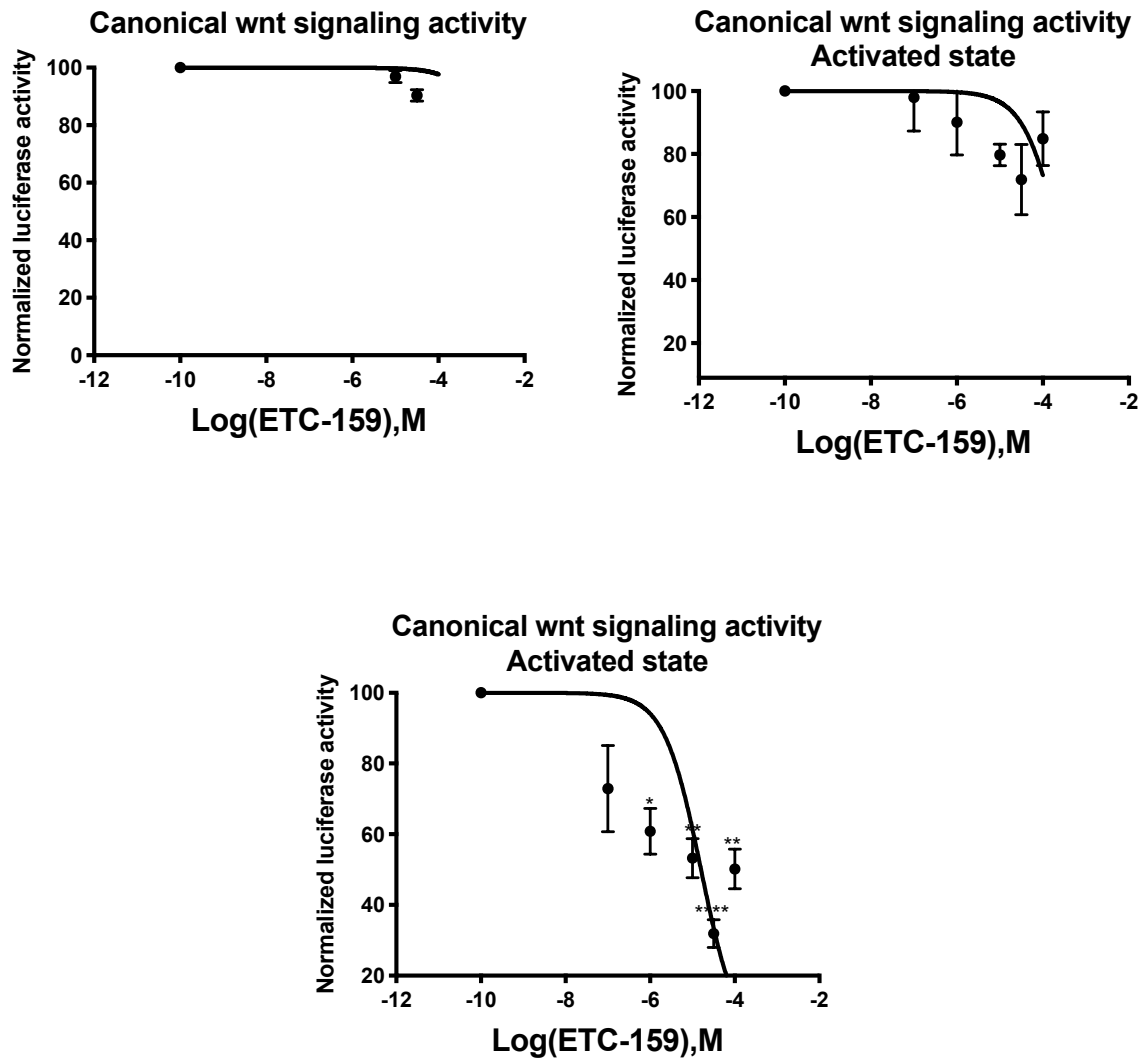 Canonical wnt signaling activity
Normalized luciferase activity
100
80
60
40
20
0
-12 -10 -8 -6 -4 -2
Log(ETC-159),M
Canonical wnt signaling activity
Activated state
Normalized luciferase activity
100
80
60
40
20
-12 -10 -8 -6 -4 -2
Log(ETC-159),M
Canonical wnt signaling activity
Activated state
Normalized luciferase activity
100
80
60
40
20
*
**
**
****
-12 -10 -8 -6 -4 -2
Log(ETC-159),M